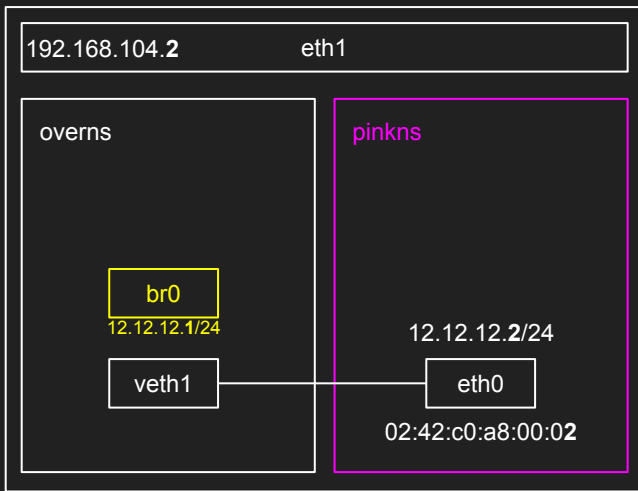 192.168.104.2 eth1
overns
pinkns
br0
12.12.12.1/24
12.12.12.2/24
veth1
eth0
02:42:c0:a8:00:02